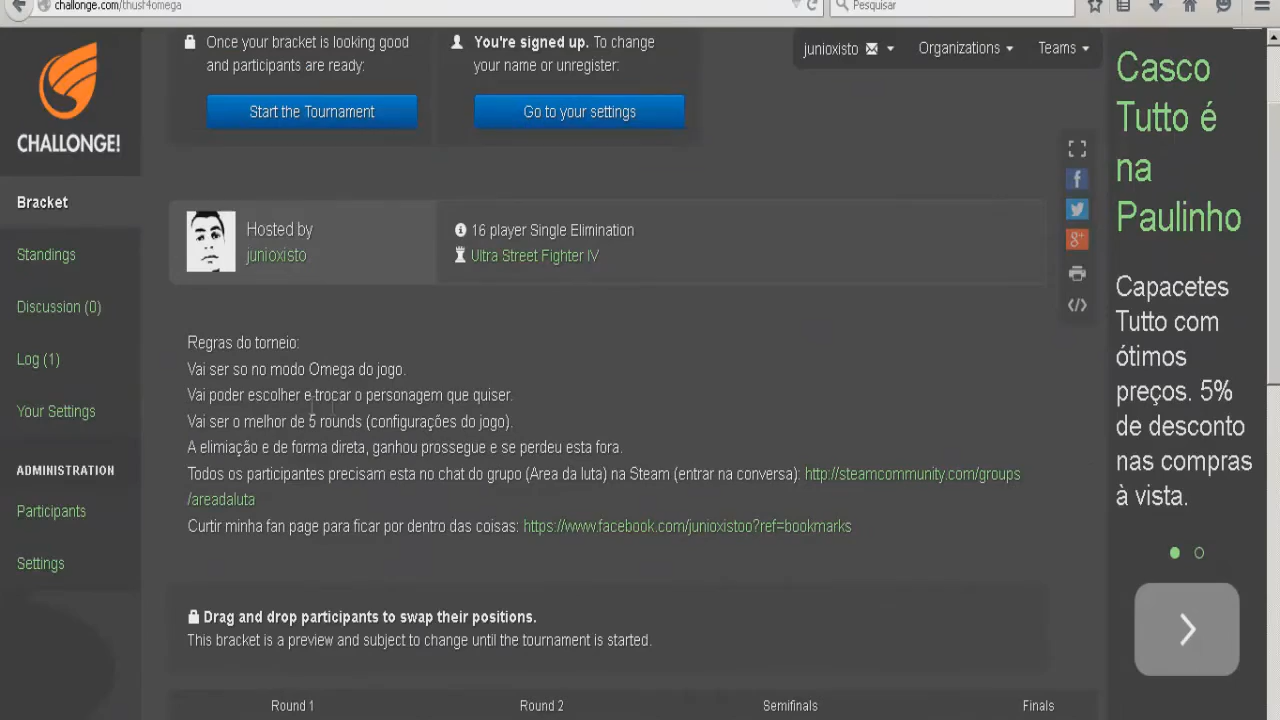 challonge.com/thusf4omega
Pesquisar
Once your bracket is looking good
and participants are ready:
Start the Tournament
You're signed up. To change
your name or unregister:
Go to your settings
junioxisto
Organizations
Teams
CHALLONGE!
Bracket
Standings
Discussion (0)
Log (1)
Your Settings
ADMINISTRATION
Participants
Settings
Hosted by
junioxisto
16 player Single Elimination
Ultra Street Fighter IV
Regras do torneio:
Vai ser so no modo Omega do jogo.
Vai poder escolher e trocar o personagem que quiser.
Vai ser o melhor de 5 rounds (configurações do jogo).
A elimiação e de forma direta, ganhou prossegue e se perdeu esta fora.
Todos os participantes precisam esta no chat do grupo (Area da luta) na Steam (entrar na conversa): http://steamcommunity.com/groups
/areadaluta
Curtir minha fan page para ficar por dentro das coisas: https://www.facebook.com/junioxistoo?ref=bookmarks
Drag and drop participants to swap their positions.
This bracket is a preview and subject to change until the tournament is started.
Round 1
Round 2
Semifinals
Finals
Casco
Tutto é
na
Paulinho
Capacetes
Tutto com
ótimos
preços. 5%
de desconto
nas compras
à vista.